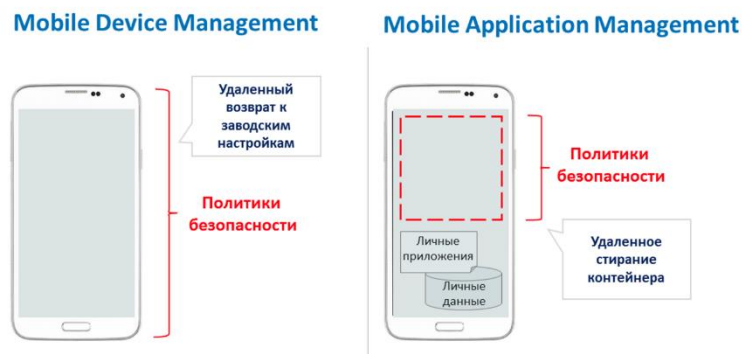 Mobile Device Management
Удаленный
возврат к
заводским
настройкам
Политики
безопасности
Mobile Application Management
Политики
безопасности
Личные
приложения
Личные
данные
Удаленное
стирание
контейнера